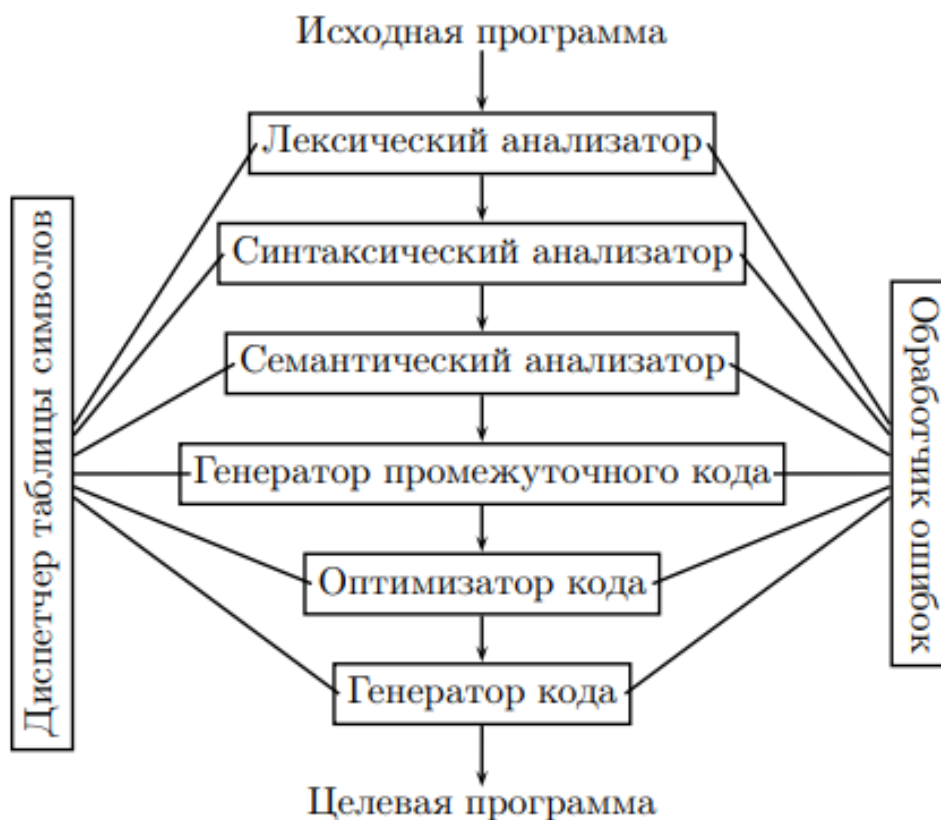 Исходная программа
Лексический анализатор
Синтаксический анализатор
Семантический анализатор
Генератор промежуточного кода
Оптимизатор кода
Генератор кода
Целевая программа
Диспетчер таблицы символов
Обработчик ошибок